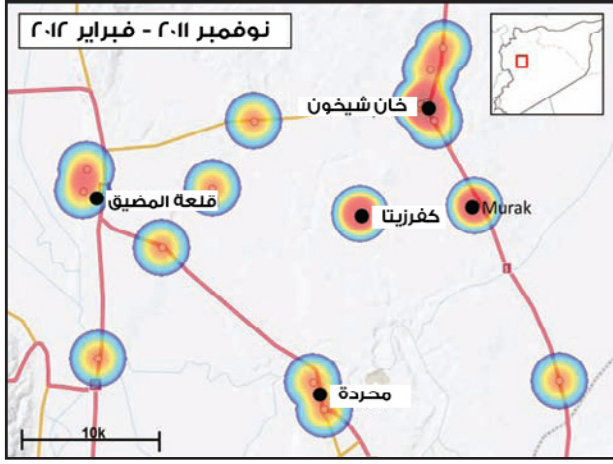 نوفمبر ٢٠١١ - فبراير ٢٠١٢
خان شيخون
قلعة المضيق
كفرزيتا
Murak
محردة
10k